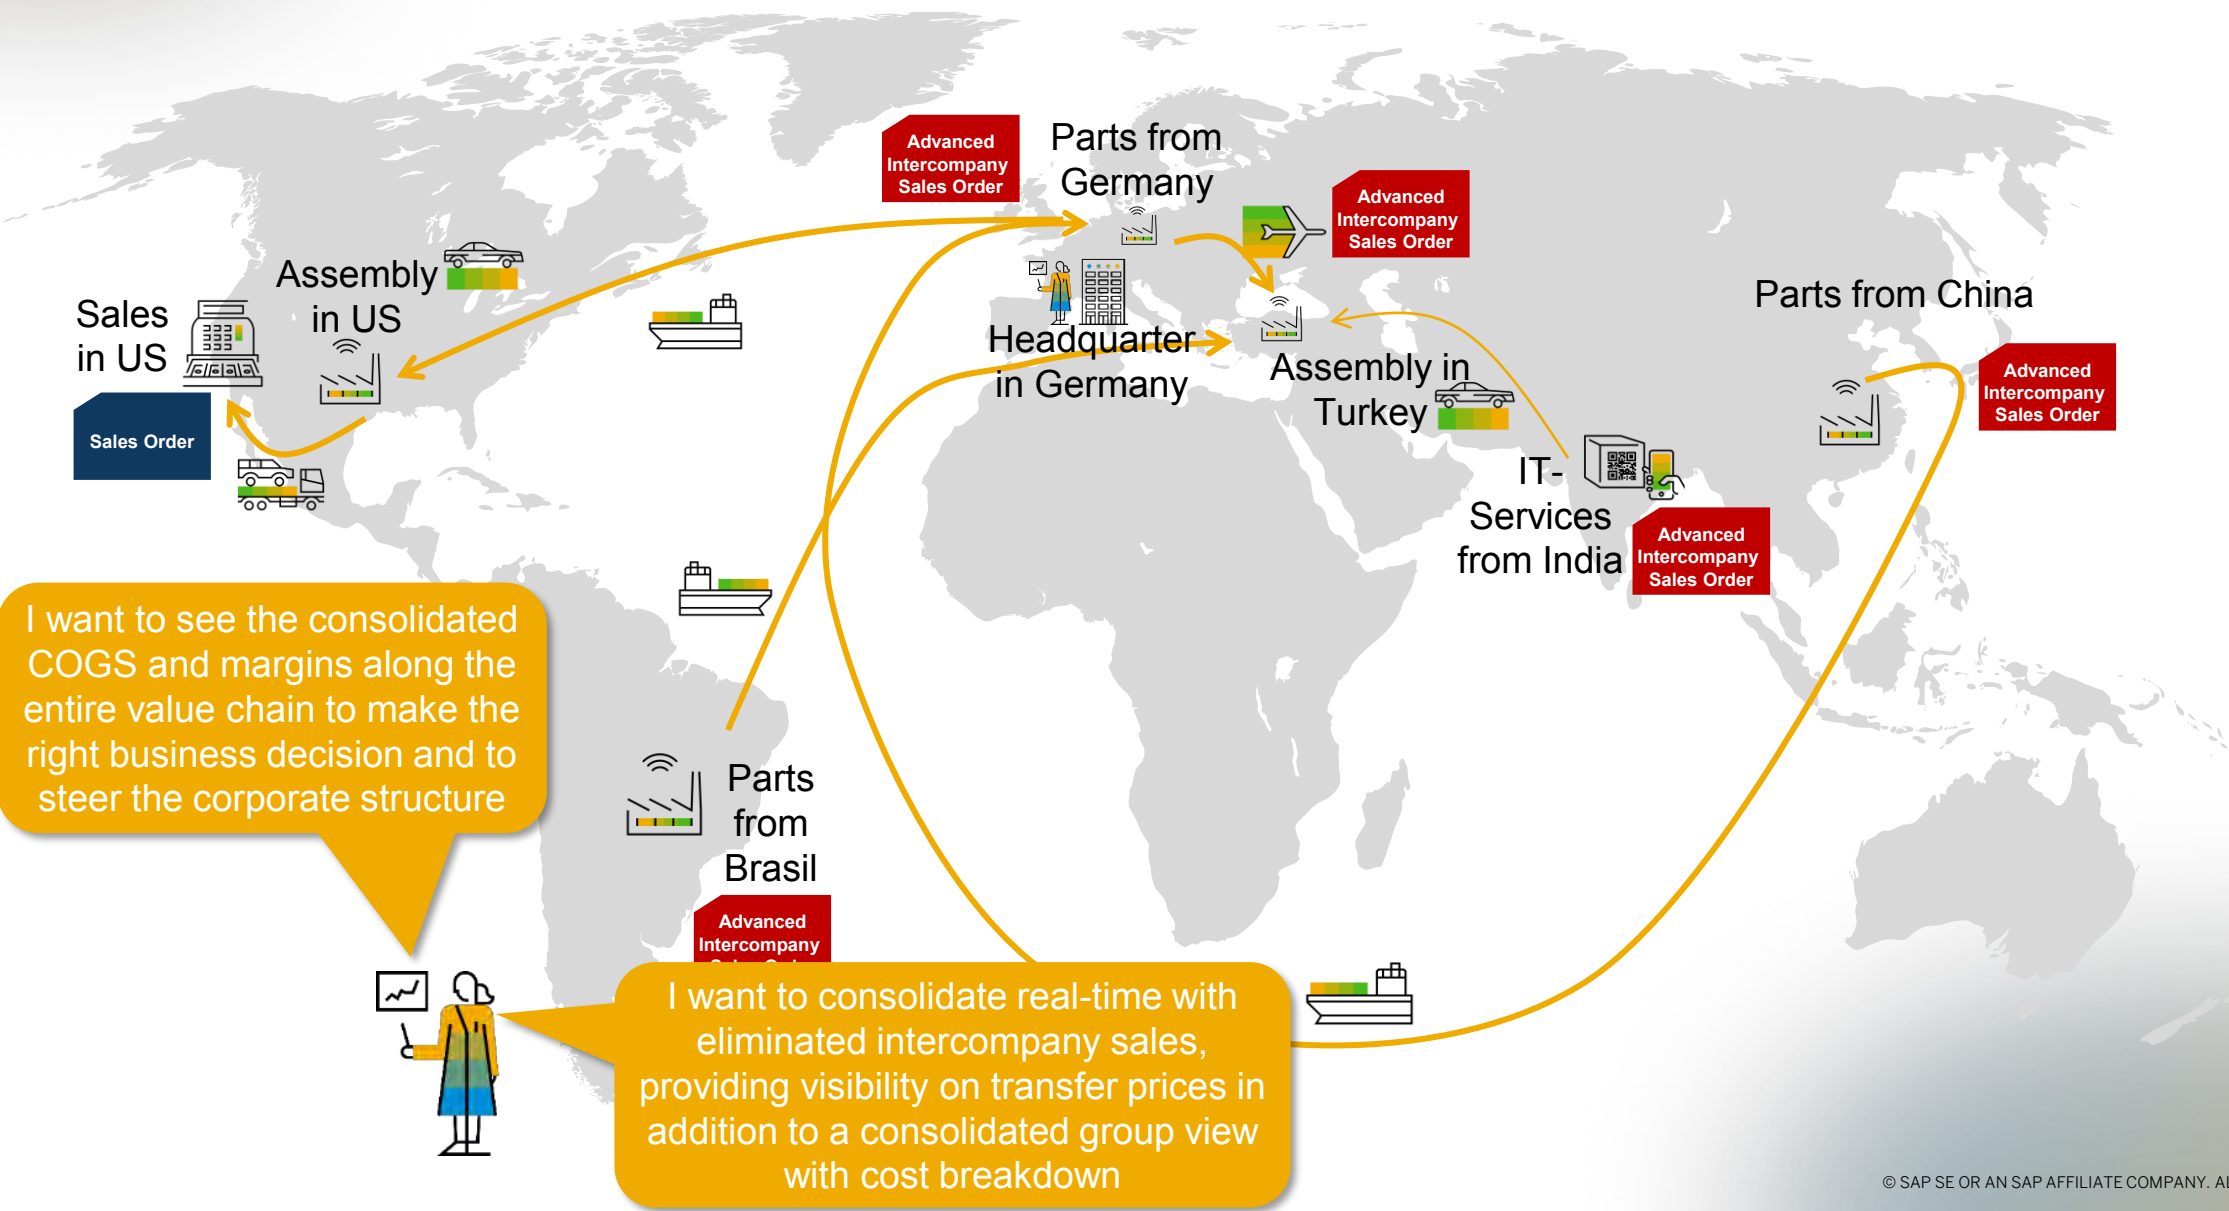 Advanced
Intercompany
Sales Order
Parts from
Germany
Advanced
Intercompany
Sales Order
Assembly
in US
Sales
in US
Sales Order
Headquarter
in Germany
Assembly in
Turkey
Parts from China
Advanced
Intercompany
Sales Order
IT-
Services
from India
Advanced
Intercompany
Sales Order
I want to see the consolidated
COGS and margins along the
entire value chain to make the
right business decision and to
steer the corporate structure
Parts
from
Brasil
Advanced
Intercompany
I want to consolidate real-time with
eliminated intercompany sales,
providing visibility on transfer prices in
addition to a consolidated group view
with cost breakdown
© SAP SE OR AN SAP AFFILIATE COMPANY.